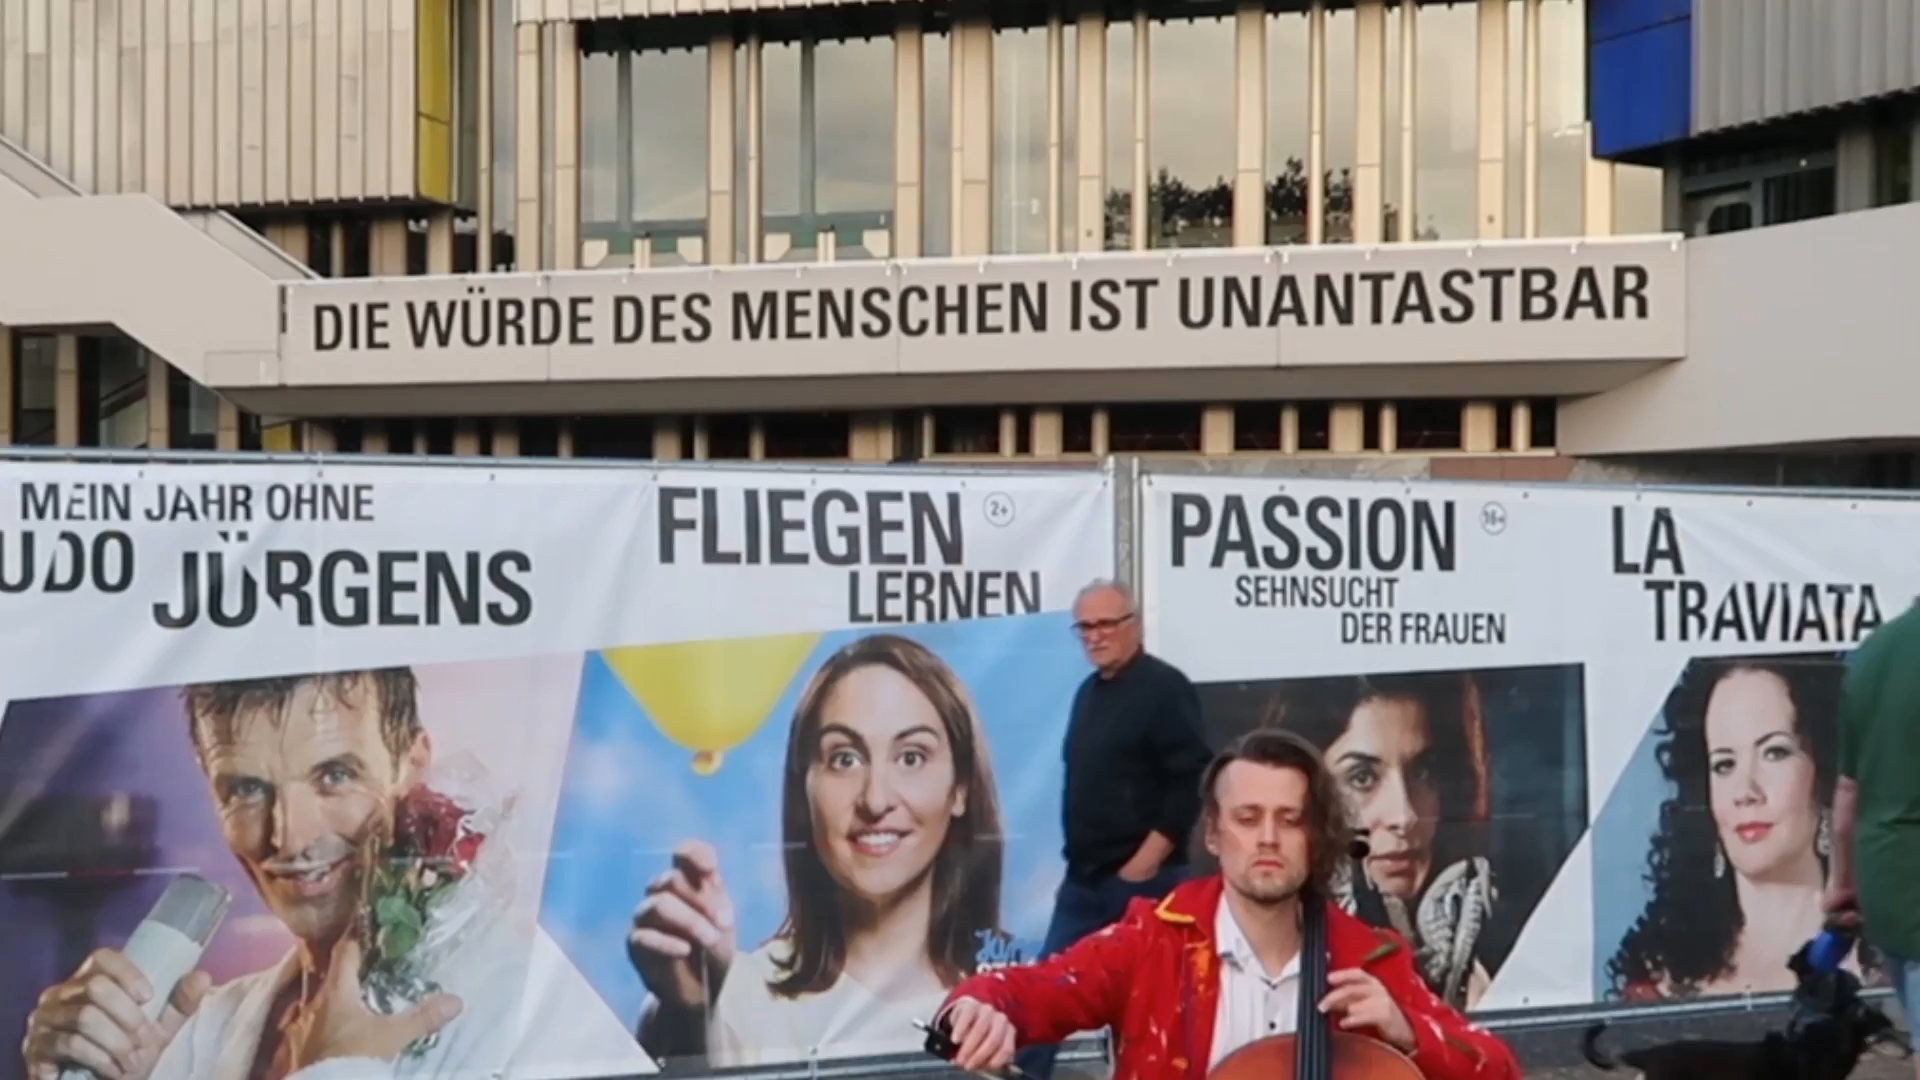 DIE WÜRDE DES MENSCHEN IST UNANTASTBAR
MEIN JAHR OHNE
UDO JÜRGENS
FLIEGEN 2+
LERNEN
PASSION 16+
SEHNSUCHT
DER FRAUEN
LA
TRAVIATA